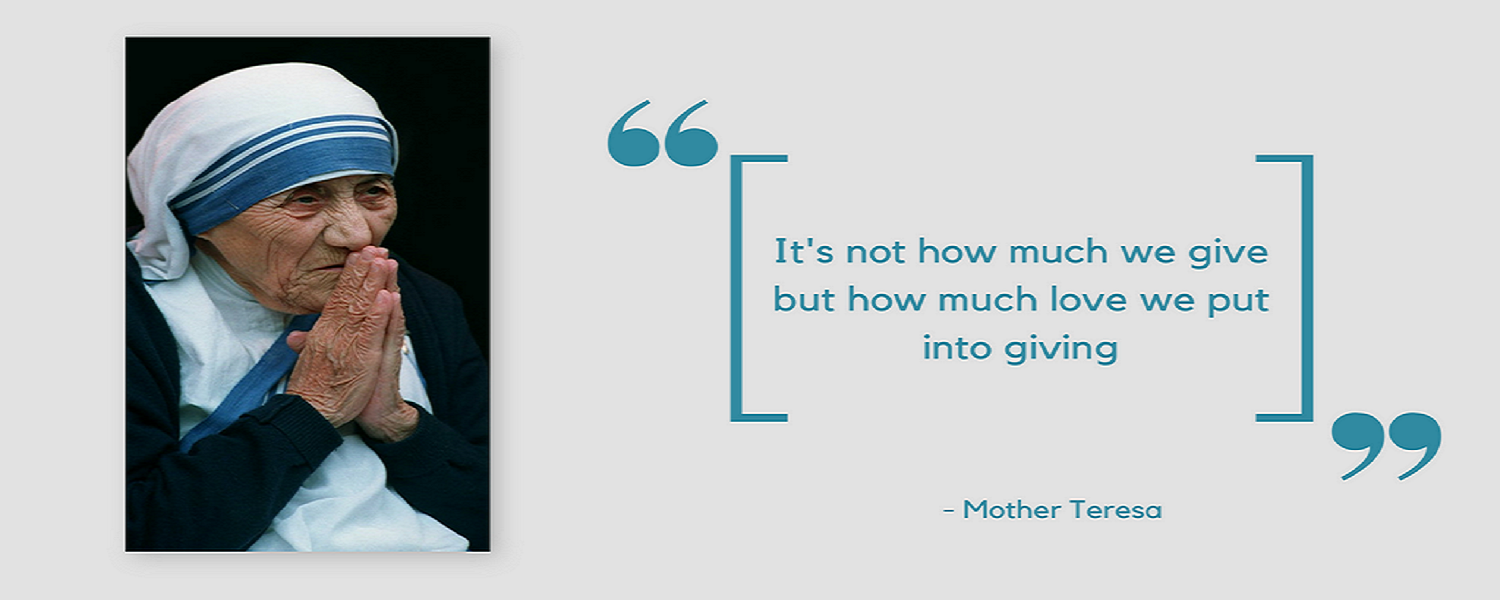 It's not how much we give
but how much love we put
into giving
- Mother Teresa